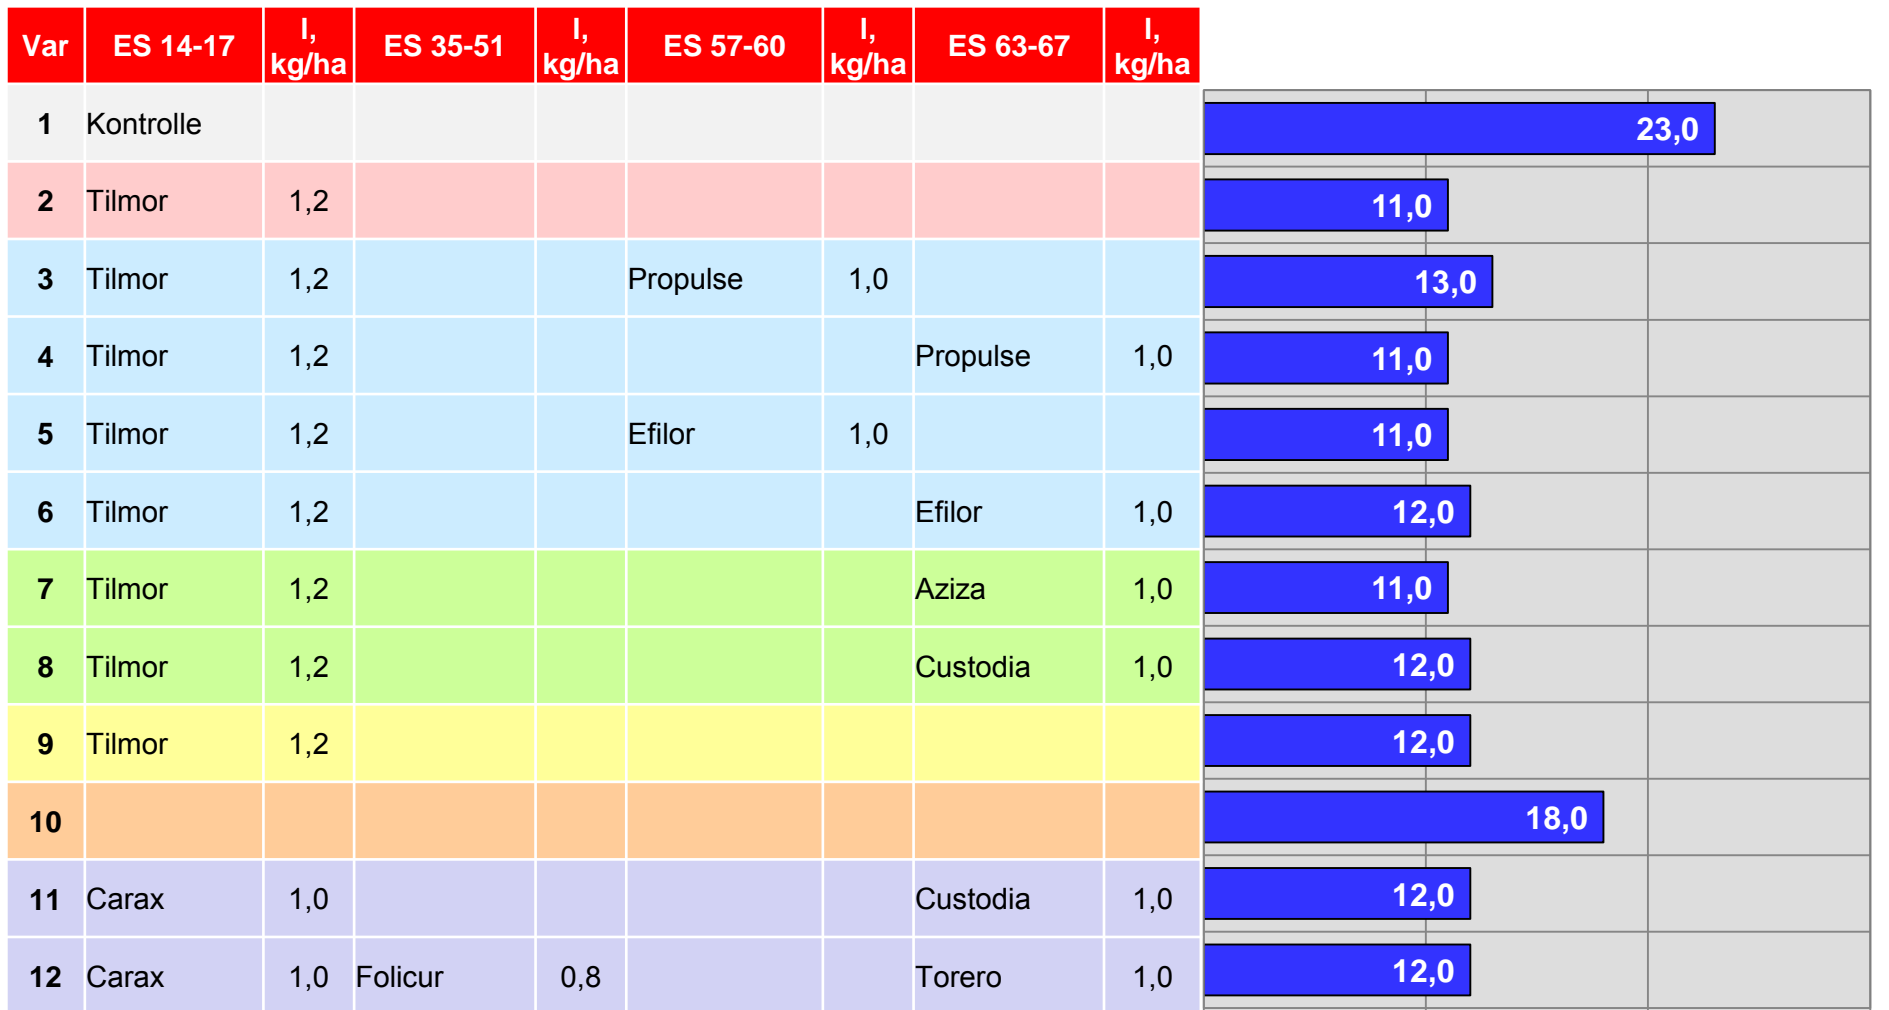 Var ES 14-17 l, kg/ha ES 35-51 l, kg/ha ES 57-60 l, kg/ha ES 63-67 l, kg/ha
1 Kontrolle 23,0
2 Tilmor 1,2 11,0
3 Tilmor 1,2 Propulse 1,0 13,0
4 Tilmor 1,2 Propulse 1,0 11,0
5 Tilmor 1,2 Efilor 1,0 11,0
6 Tilmor 1,2 Efilor 1,0 12,0
7 Tilmor 1,2 Aziza 1,0 11,0
8 Tilmor 1,2 Custodia 1,0 12,0
9 Tilmor 1,2 12,0
10 18,0
11 Carax 1,0 Custodia 1,0 12,0
12 Carax 1,0 Folicur 0,8 Torero 1,0 12,0